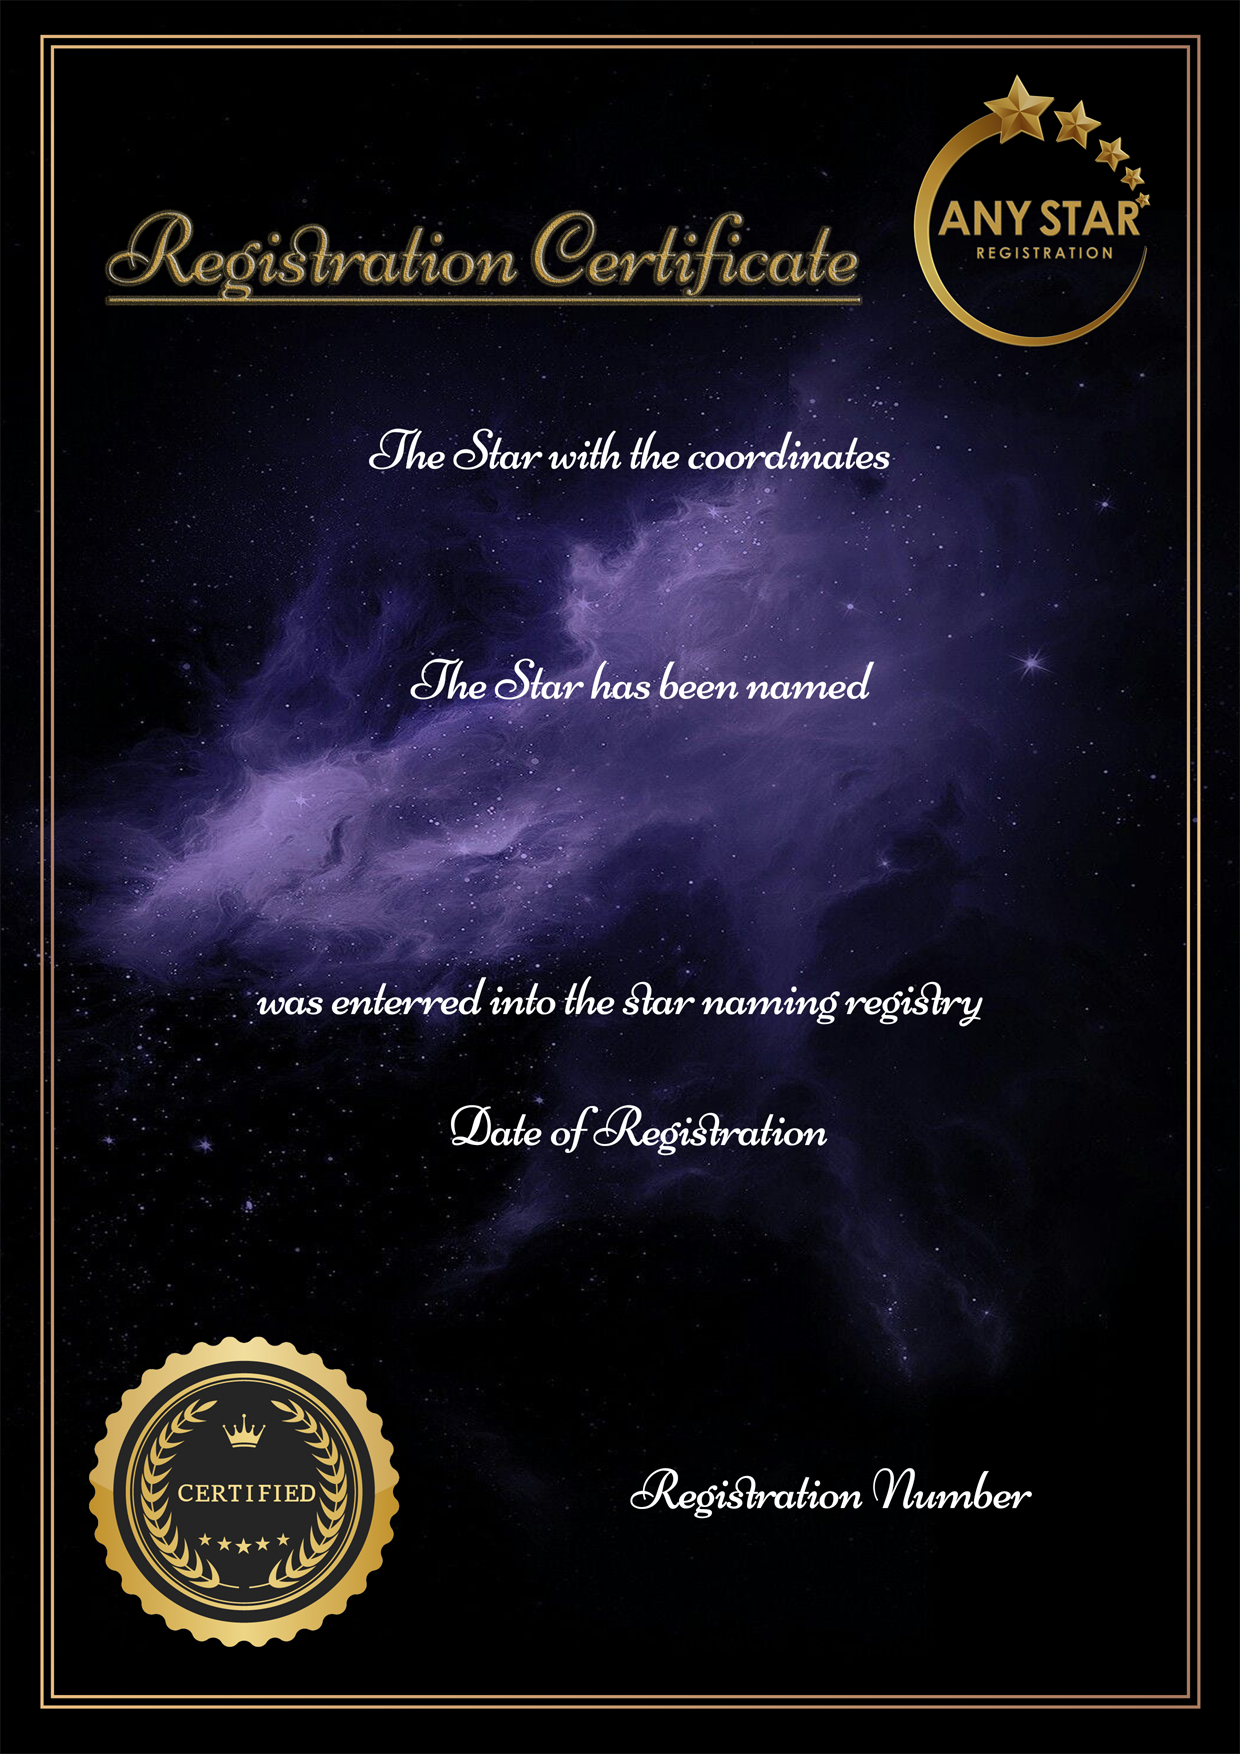 ANY STAR
REGISTRATION
Registration Certificate
The Star with the coordinates
The Star has been named
was enterred into the star naming registry
Date of Registration
CERTIFIED
Registration Number